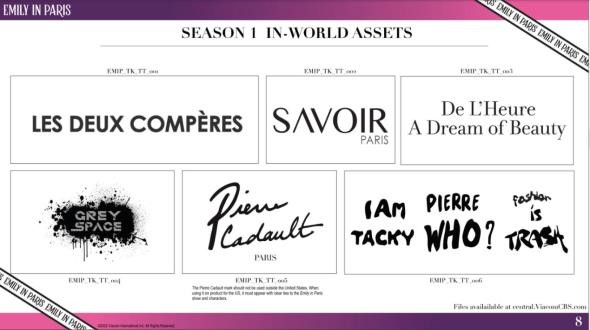 EMILY IN PARIS
EMILY IN PARIS EMILY IN PARIS EMI
SEASON 1 IN-WORLD ASSETS
EMIP_TK_TT_001
EMIP_TK_TT_002
EMIP_TK_TT_003
LES DEUX COMPÈRES
SAVOIR
PARIS
De L'Heure
A Dream of Beauty
GREY
SPACE
Pierre
Cadault
PARIS
I AM
TACKY
PIERRE
WHO?
fashion
is
TRASH
EMIP_TK_TT_004
EMIP_TK_TT_005
EMIP_TK_TT_006
The Pierre Cadault mark should not be used outside the United States. When
using it on product for the US, it must appear with clear ties to the Emily in Paris
show and characters.
EMILY IN PARIS EMILY IN PARIS
Files available at central.ViacomCBS.com
©2022 Viacom International Inc. All Rights Reserved.
8